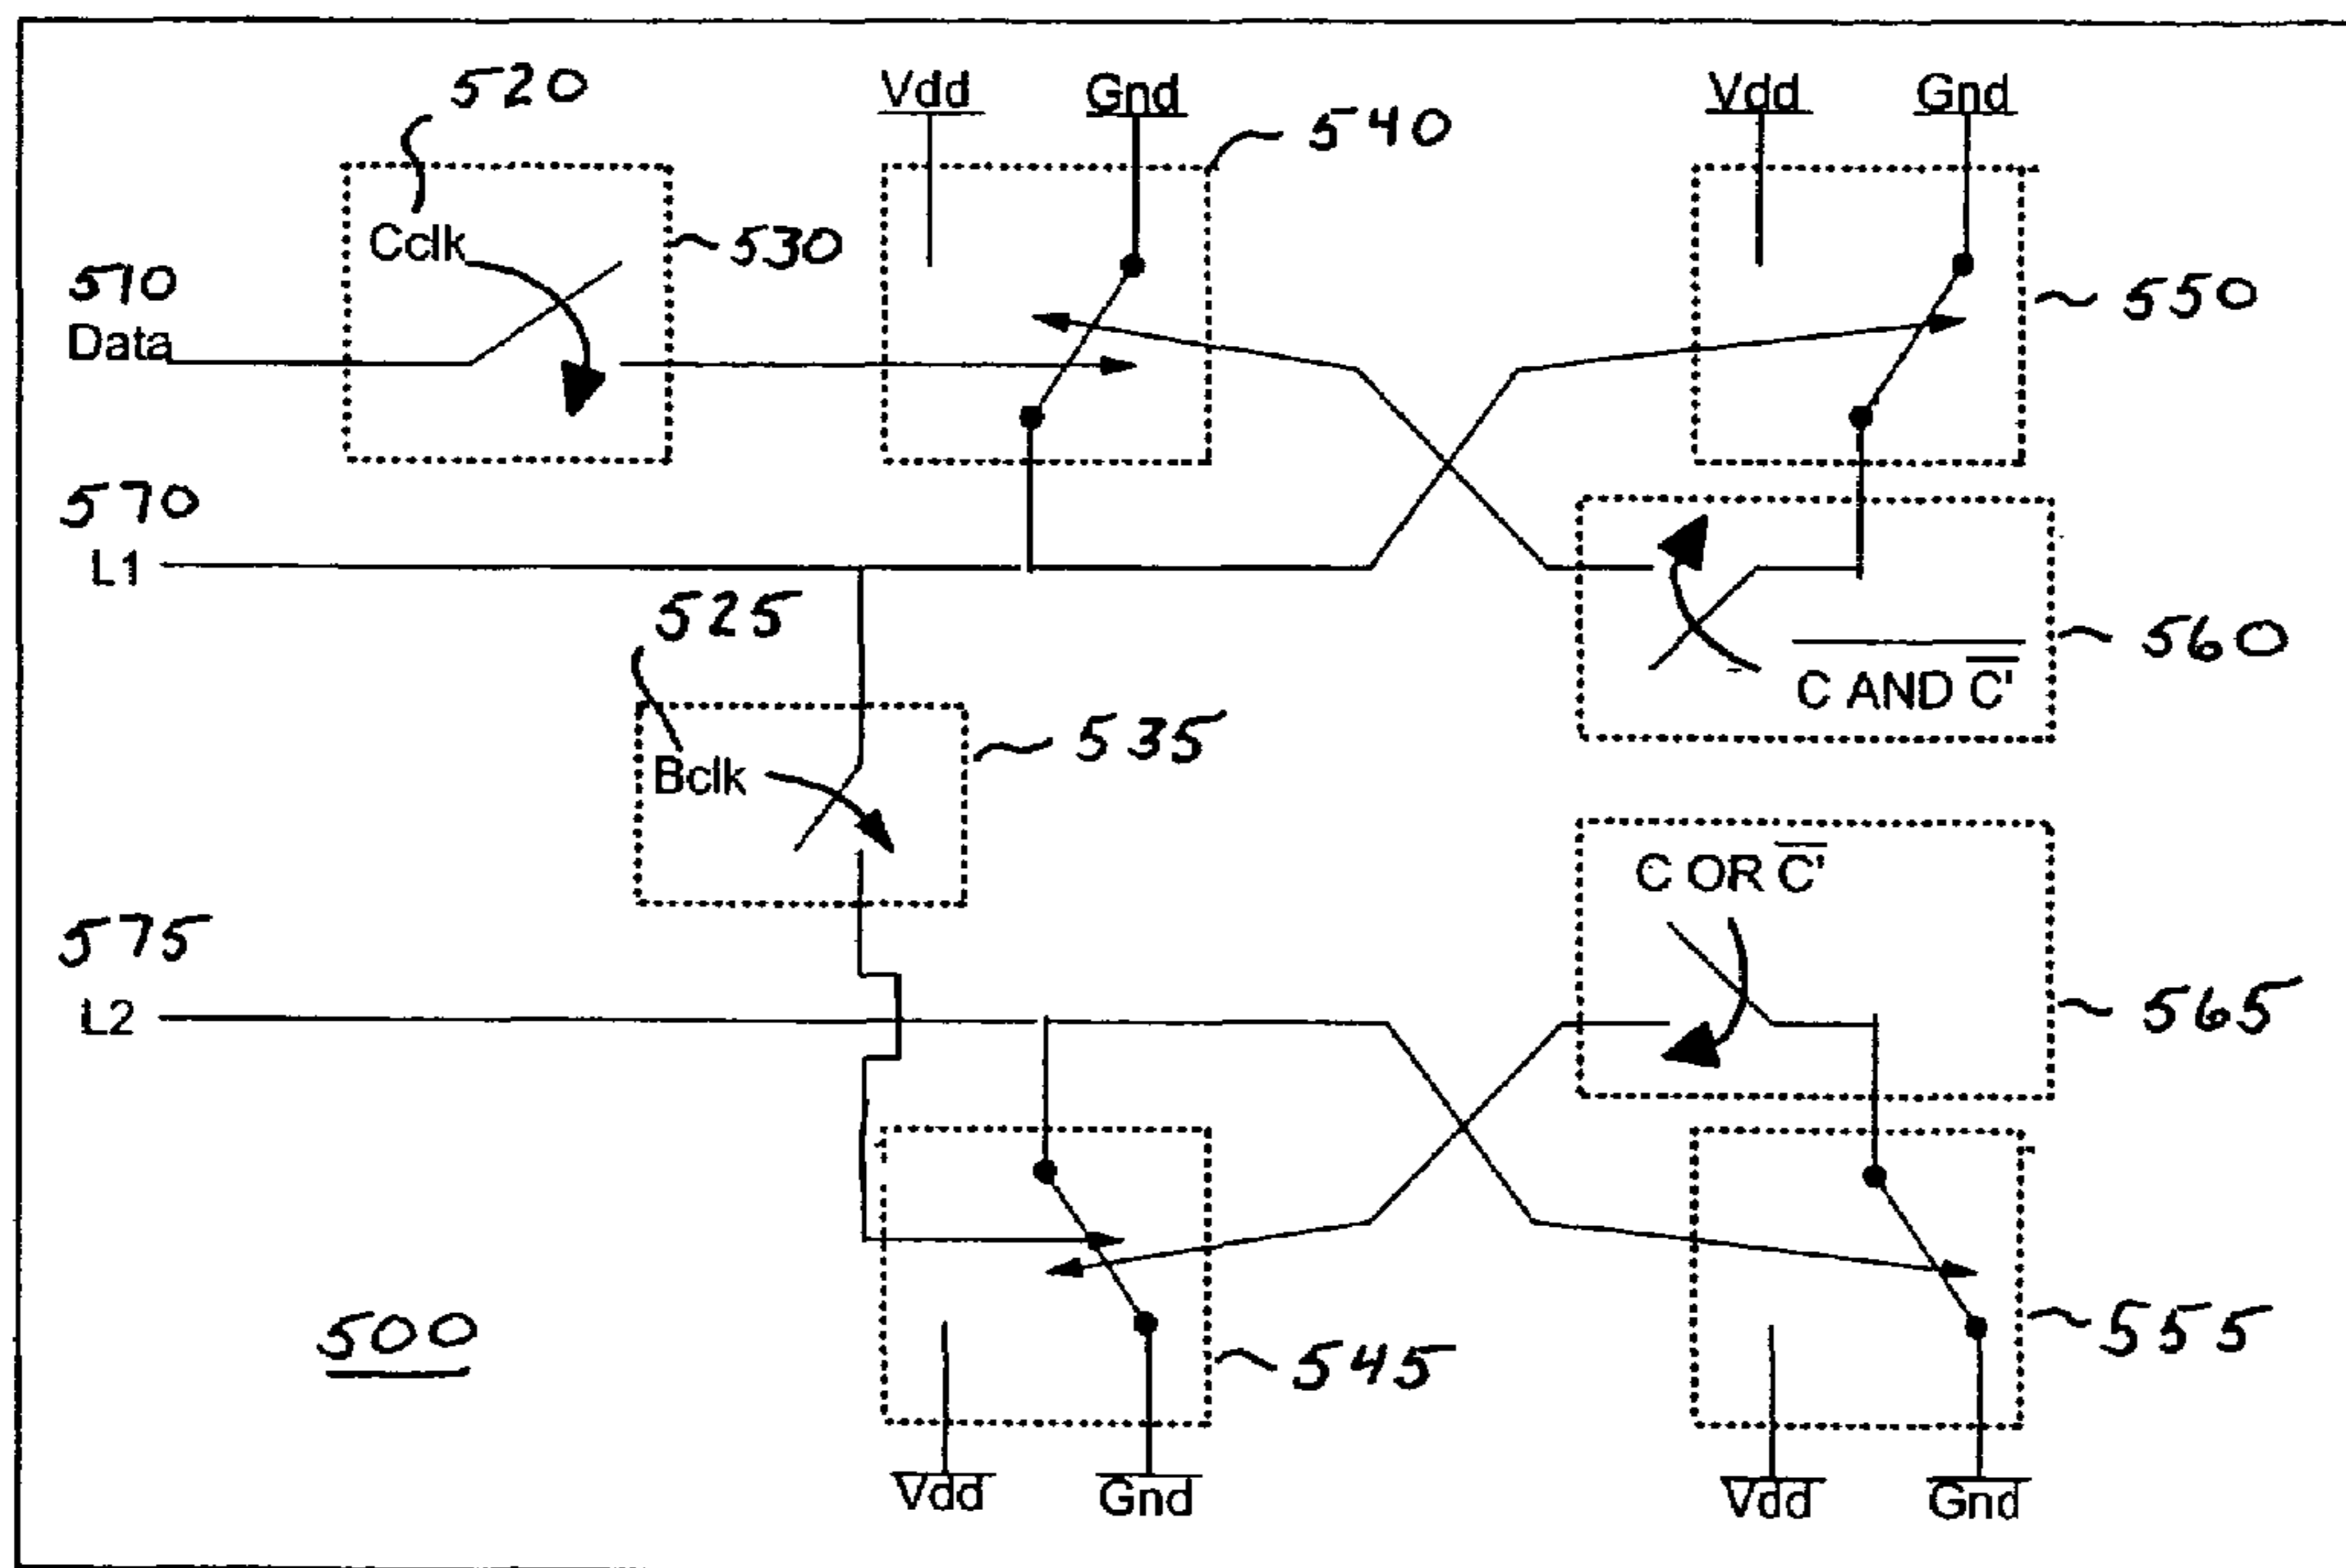 520
Vdd
Gnd
540
Vdd
Gnd
Cclk
530
510
Data
550
570
L1
525
560
C AND C̅'̅
Bclk
535
C OR C̅'̅
575
L2
565
500
545
555
Vdd
Gnd
Vdd
Gnd